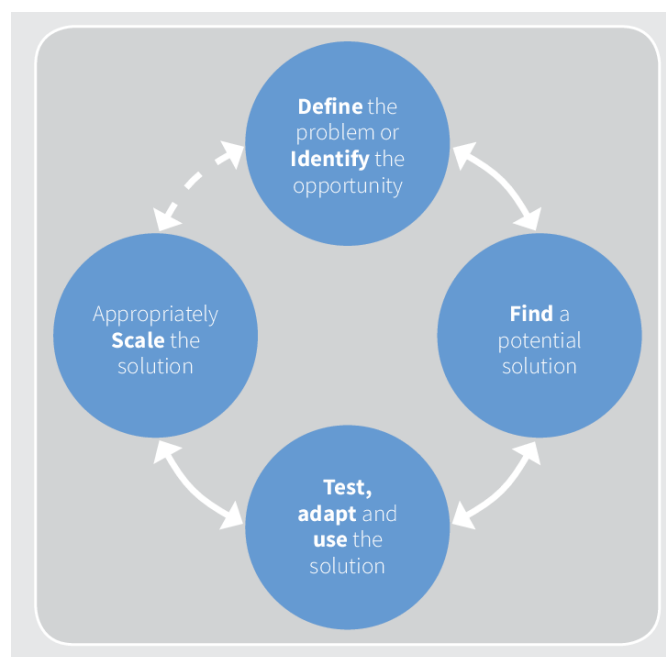 Define the
problem or
Identify the
opportunity
Find a
potential
solution
Test,
adapt and
use the
solution
Appropriately
Scale the
solution